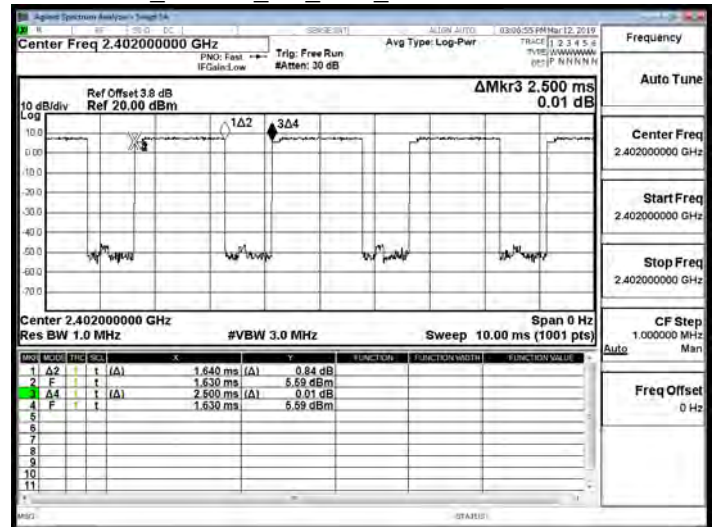 Agilent Spectrum Analyzer - Swept SA
SENSE:INT
ALIGN AUTO
03:06:55 PM Mar 12, 2019
Center Freq 2.402000000 GHz
PNO: Fast
IFGain:Low
Trig: Free Run
#Atten: 30 dB
Avg Type: Log-Pwr
TRACE 1 2 3 4 5 6
TYPE
DET P N N N N N
Ref Offset 3.8 dB
Ref 20.00 dBm
ΔMkr3 2.500 ms
0.01 dB
10 dB/div
Log
10.0
0.00
-10.0
-20.0
-30.0
-40.0
-50.0
-60.0
-70.0
1Δ2
3Δ4
Center 2.402000000 GHz
Span 0 Hz
Res BW 1.0 MHz
#VBW 3.0 MHz
Sweep 10.00 ms (1001 pts)
MKR MODE TRC SCL X Y FUNCTION FUNCTION WIDTH FUNCTION VALUE
1 Δ2 1 t (Δ) 1.640 ms (Δ) 0.84 dB
2 F 1 t 1.630 ms 5.59 dBm
3 Δ4 1 t (Δ) 2.500 ms (Δ) 0.01 dB
4 F 1 t 1.630 ms 5.59 dBm
5
6
7
8
9
10
11
MSG
STATUS
Frequency
Auto Tune
Center Freq
2.402000000 GHz
Start Freq
2.402000000 GHz
Stop Freq
2.402000000 GHz
CF Step
1.000000 MHz
Auto Man
Freq Offset
0 Hz